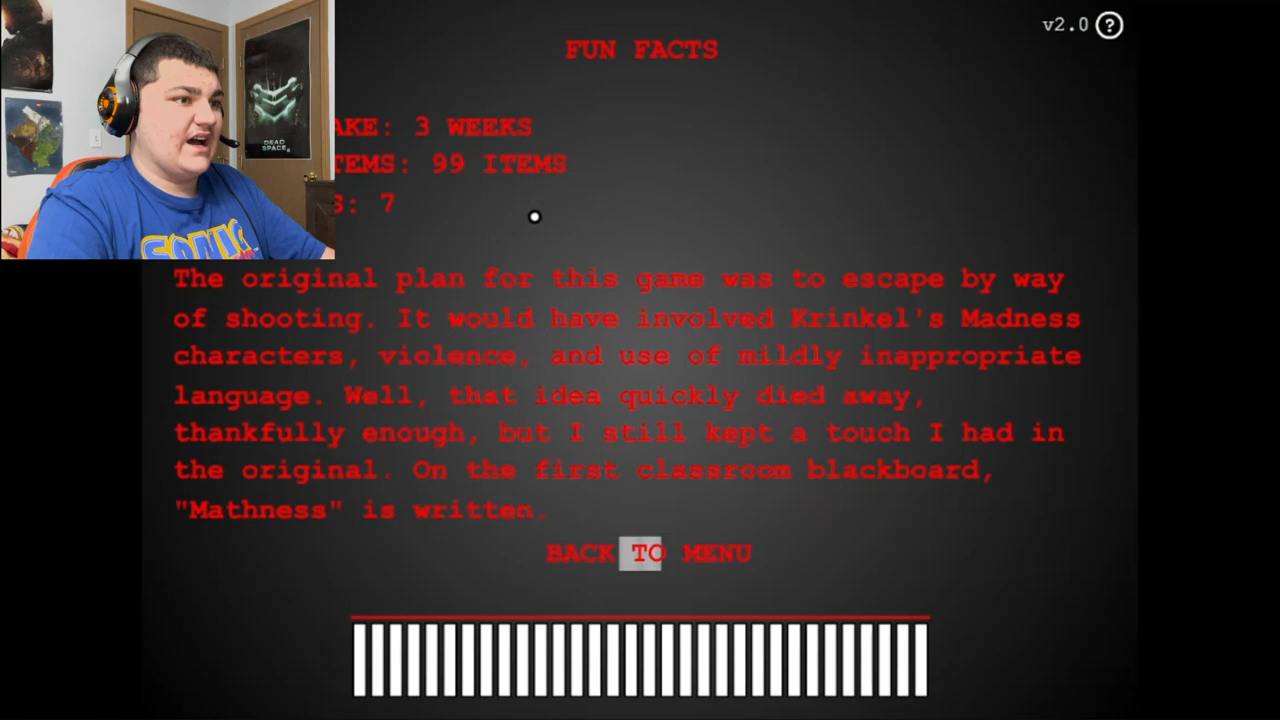 v2.0 ?
FUN FACTS
AKE: 3 WEEKS
TEMS: 99 ITEMS
S: 7
The original plan for this game was to escape by way
of shooting. It would have involved Krinkel's Madness
characters, violence, and use of mildly inappropriate
language. Well, that idea quickly died away,
thankfully enough, but I still kept a touch I had in
the original. On the first classroom blackboard,
"Mathness" is written.
BACK TO MENU
DEAD SPACE
SONIC